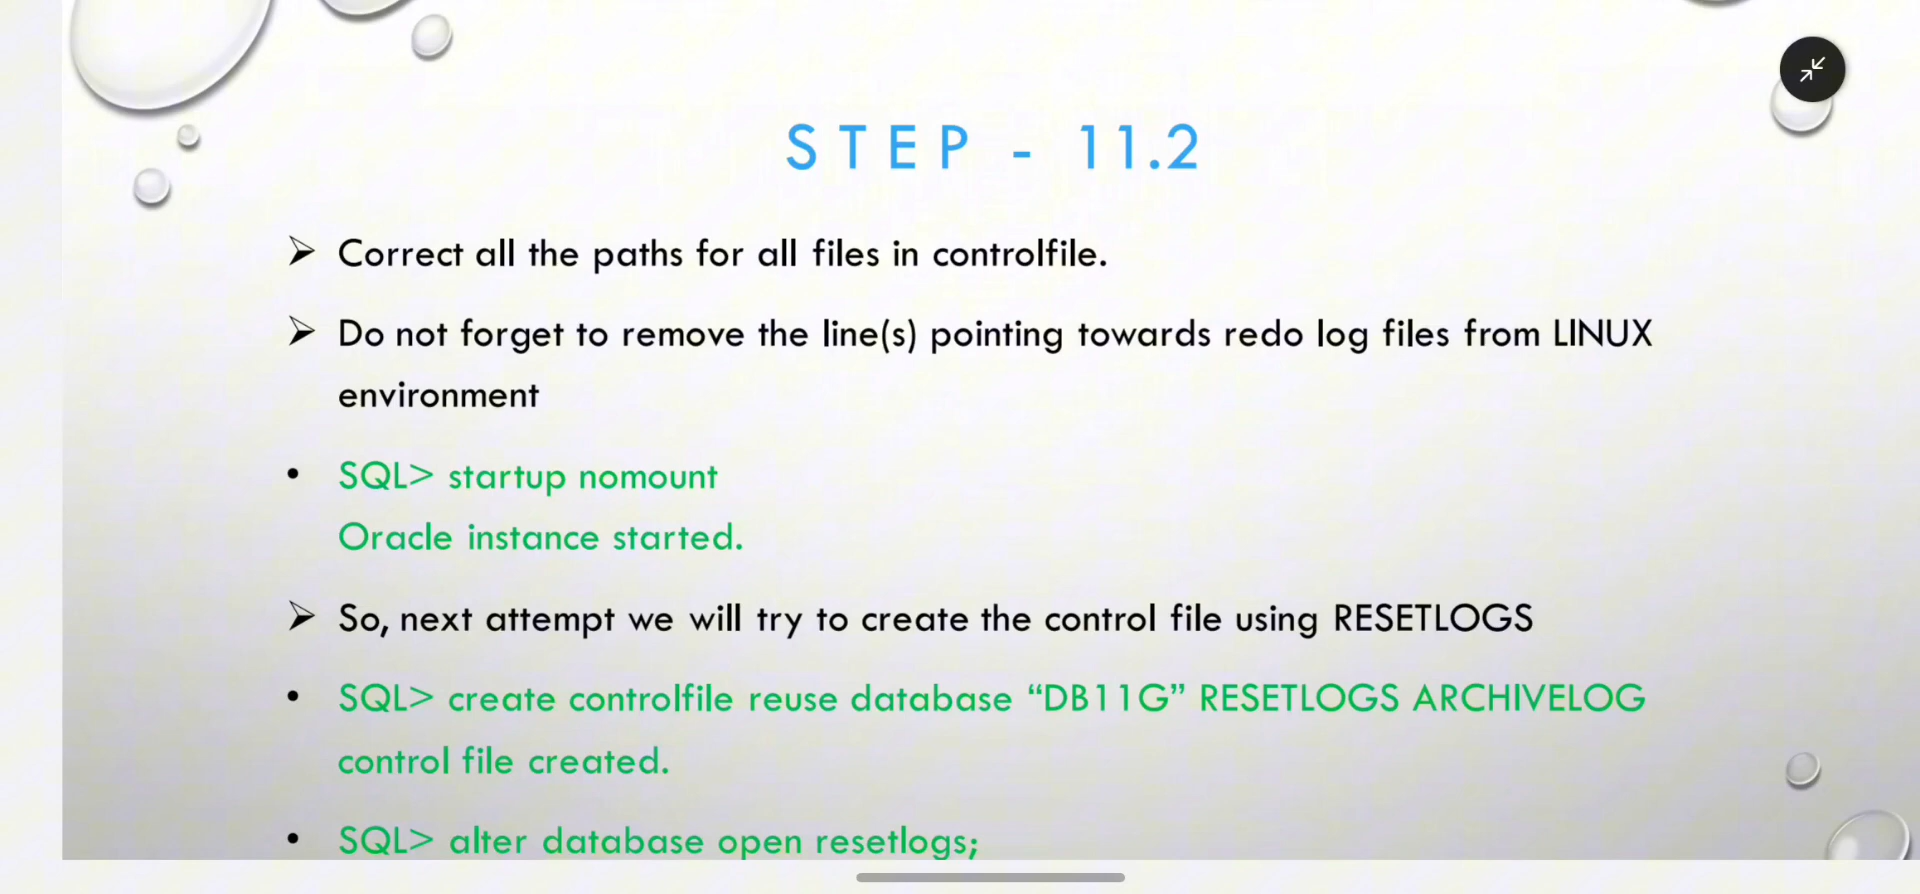 STEP - 11.2
➢ Correct all the paths for all files in controlfile.
➢ Do not forget to remove the line(s) pointing towards redo log files from LINUX
environment
• SQL> startup nomount
Oracle instance started.
➢ So, next attempt we will try to create the control file using RESETLOGS
• SQL> create controlfile reuse database “DB11G” RESETLOGS ARCHIVELOG
control file created.
• SQL> alter database open resetlogs;